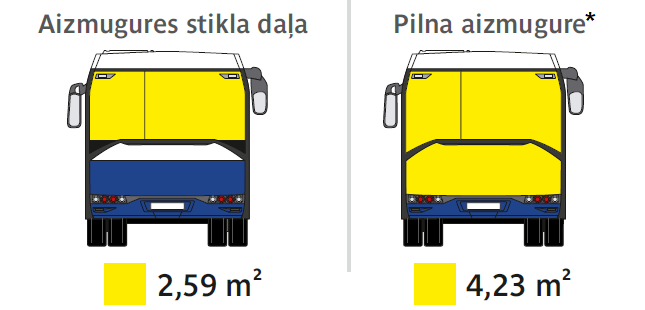 Aizmugures stikla daļa
Pilna aizmugure*
2,59 m²
4,23 m²